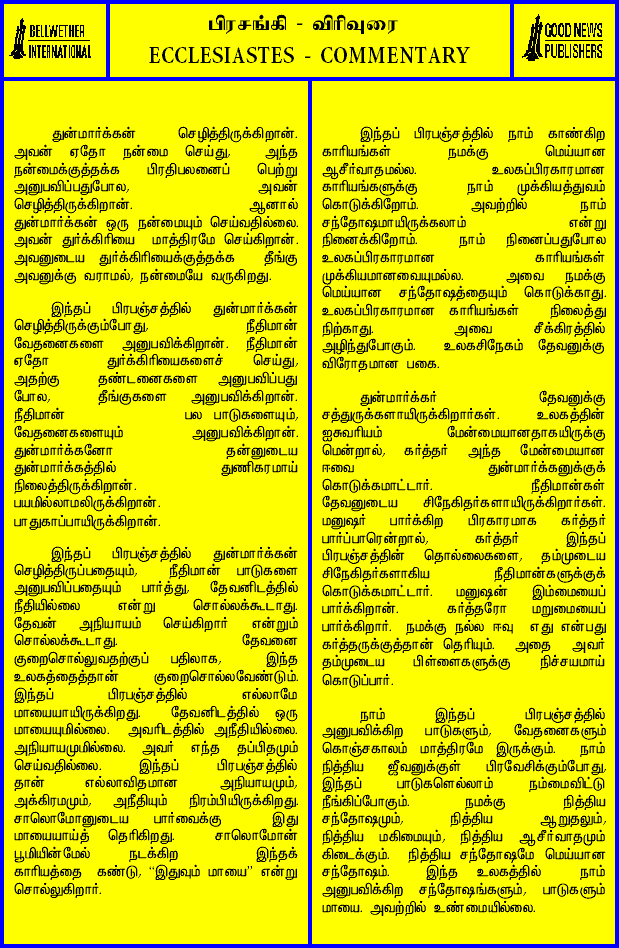 BELLWETHER
INTERNATIONAL
பிரசங்கி - விரிவுரை
ECCLESIASTES - COMMENTARY
GOOD NEWS
PUBLISHERS
துன்மார்க்கன் செழித்திருக்கிறான்.
அவன் ஏதோ நன்மை செய்து, அந்த
நன்மைக்குத்தக்க பிரதிபலனைப் பெற்று
அனுபவிப்பதுபோல, அவன்
செழித்திருக்கிறான். ஆனால்
துன்மார்க்கன் ஒரு நன்மையும் செய்வதில்லை.
அவன் துர்க்கிரியை மாத்திரமே செய்கிறான்.
அவனுடைய துர்க்கிரியைக்குத்தக்க தீங்கு
அவனுக்கு வராமல், நன்மையே வருகிறது.
இந்தப் பிரபஞ்சத்தில் துன்மார்க்கன்
செழித்திருக்கும்போது, நீதிமான்
வேதனைகளை அனுபவிக்கிறான். நீதிமான்
ஏதோ துர்க்கிரியைகளைச் செய்து,
அதற்கு தண்டனைகளை அனுபவிப்பது
போல, தீங்குகளை அனுபவிக்கிறான்.
நீதிமான் பல பாடுகளையும்,
வேதனைகளையும் அனுபவிக்கிறான்.
துன்மார்க்கனோ தன்னுடைய
துன்மார்க்கத்தில் துணிகரமாய்
நிலைத்திருக்கிறான்.
பயமில்லாமலிருக்கிறான்.
பாதுகாப்பாயிருக்கிறான்.
இந்தப் பிரபஞ்சத்தில் துன்மார்க்கன்
செழித்திருப்பதையும், நீதிமான் பாடுகளை
அனுபவிப்பதையும் பார்த்து, தேவனிடத்தில்
நீதியில்லை என்று சொல்லக்கூடாது.
தேவன் அநியாயம் செய்கிறார் என்றும்
சொல்லக்கூடாது. தேவனை
குறைசொல்லுவதற்குப் பதிலாக, இந்த
உலகத்தைத்தான் குறைசொல்லவேண்டும்.
இந்தப் பிரபஞ்சத்தில் எல்லாமே
மாயையாயிருக்கிறது. தேவனிடத்தில் ஒரு
மாயையுமில்லை. அவரிடத்தில் அநீதியில்லை.
அநியாயமுமில்லை. அவர் எந்த தப்பிதமும்
செய்வதில்லை. இந்தப் பிரபஞ்சத்தில்
தான் எல்லாவிதமான அநியாயமும்,
அக்கிரமமும், அநீதியும் நிரம்பியிருக்கிறது.
சாலொமோனுடைய பார்வைக்கு இது
மாயையாய்த் தெரிகிறது. சாலொமோன்
பூமியின்மேல் நடக்கிற இந்தக்
காரியத்தை கண்டு, “இதுவும் மாயை” என்று
சொல்லுகிறார்.
இந்தப் பிரபஞ்சத்தில் நாம் காண்கிற
காரியங்கள் நமக்கு மெய்யான
ஆசீர்வாதமல்ல. உலகப்பிரகாரமான
காரியங்களுக்கு நாம் முக்கியத்துவம்
கொடுக்கிறோம். அவற்றில் நாம்
சந்தோஷமாயிருக்கலாம் என்று
நினைக்கிறோம். நாம் நினைப்பதுபோல
உலகப்பிரகாரமான காரியங்கள்
முக்கியமானவையுமல்ல. அவை நமக்கு
மெய்யான சந்தோஷத்தையும் கொடுக்காது.
உலகப்பிரகாரமான காரியங்கள் நிலைத்து
நிற்காது. அவை சீக்கிரத்தில்
அழிந்துபோகும். உலகசிநேகம் தேவனுக்கு
விரோதமான பகை.
துன்மார்க்கர் தேவனுக்கு
சத்துருக்களாயிருக்கிறார்கள். உலகத்தின்
ஐசுவரியம் மேன்மையானதாகயிருக்கு
மென்றால், கர்த்தர் அந்த மேன்மையான
ஈவை துன்மார்க்கனுக்குக்
கொடுக்கமாட்டார். நீதிமான்கள்
தேவனுடைய சிநேகிதர்களாயிருக்கிறார்கள்.
மனுஷர் பார்க்கிற பிரகாரமாக கர்த்தர்
பார்ப்பாரென்றால், கர்த்தர் இந்தப்
பிரபஞ்சத்தின் தொல்லைகளை, தம்முடைய
சிநேகிதர்களாகிய நீதிமான்களுக்குக்
கொடுக்கமாட்டார். மனுஷன் இம்மையைப்
பார்க்கிறான். கர்த்தரோ மறுமையைப்
பார்க்கிறார். நமக்கு நல்ல ஈவு எது என்பது
கர்த்தருக்குத்தான் தெரியும். அதை அவர்
தம்முடைய பிள்ளைகளுக்கு நிச்சயமாய்
கொடுப்பார்.
நாம் இந்தப் பிரபஞ்சத்தில்
அனுபவிக்கிற பாடுகளும், வேதனைகளும்
கொஞ்சகாலம் மாத்திரமே இருக்கும். நாம்
நித்திய ஜீவனுக்குள் பிரவேசிக்கும்போது,
இந்தப் பாடுகளெல்லாம் நம்மைவிட்டு
நீங்கிப்போகும். நமக்கு நித்திய
சந்தோஷமும், நித்திய ஆறுதலும்,
நித்திய மகிமையும், நித்திய ஆசீர்வாதமும்
கிடைக்கும். நித்திய சந்தோஷமே மெய்யான
சந்தோஷம். இந்த உலகத்தில் நாம்
அனுபவிக்கிற சந்தோஷங்களும், பாடுகளும்
மாயை. அவற்றில் உண்மையில்லை.